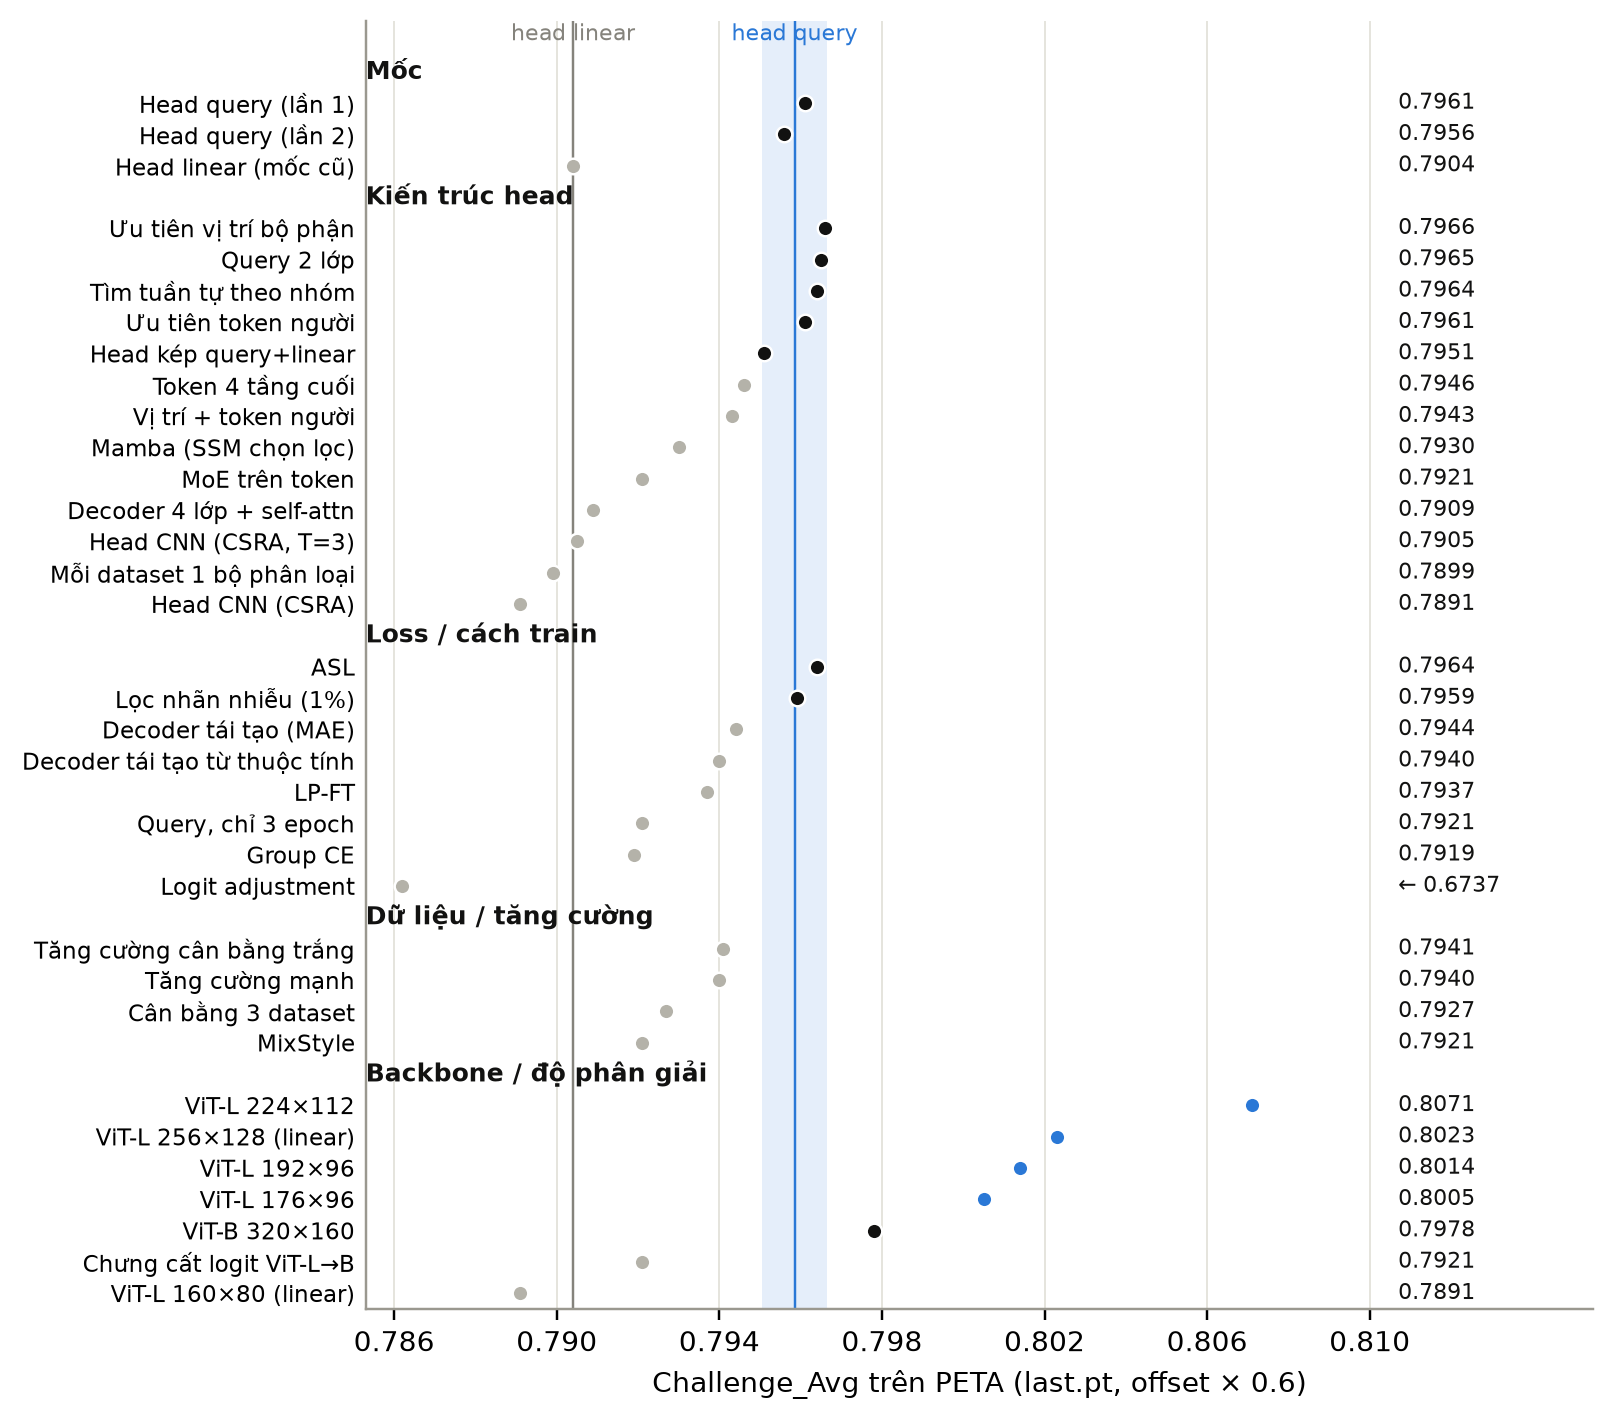 head linear
head query
Mốc
Head query (lần 1) 0.7961
Head query (lần 2) 0.7956
Head linear (mốc cũ) 0.7904
Kiến trúc head
Ưu tiên vị trí bộ phận 0.7966
Query 2 lớp 0.7965
Tìm tuần tự theo nhóm 0.7964
Ưu tiên token người 0.7961
Head kép query+linear 0.7951
Token 4 tầng cuối 0.7946
Vị trí + token người 0.7943
Mamba (SSM chọn lọc) 0.7930
MoE trên token 0.7921
Decoder 4 lớp + self-attn 0.7909
Head CNN (CSRA, T=3) 0.7905
Mỗi dataset 1 bộ phân loại 0.7899
Head CNN (CSRA) 0.7891
Loss / cách train
ASL 0.7964
Lọc nhãn nhiễu (1%) 0.7959
Decoder tái tạo (MAE) 0.7944
Decoder tái tạo từ thuộc tính 0.7940
LP-FT 0.7937
Query, chỉ 3 epoch 0.7921
Group CE 0.7919
Logit adjustment ← 0.6737
Dữ liệu / tăng cường
Tăng cường cân bằng trắng 0.7941
Tăng cường mạnh 0.7940
Cân bằng 3 dataset 0.7927
MixStyle 0.7921
Backbone / độ phân giải
ViT-L 224×112 0.8071
ViT-L 256×128 (linear) 0.8023
ViT-L 192×96 0.8014
ViT-L 176×96 0.8005
ViT-B 320×160 0.7978
Chưng cất logit ViT-L→B 0.7921
ViT-L 160×80 (linear) 0.7891
0.786 0.790 0.794 0.798 0.802 0.806 0.810
Challenge_Avg trên PETA (last.pt, offset × 0.6)